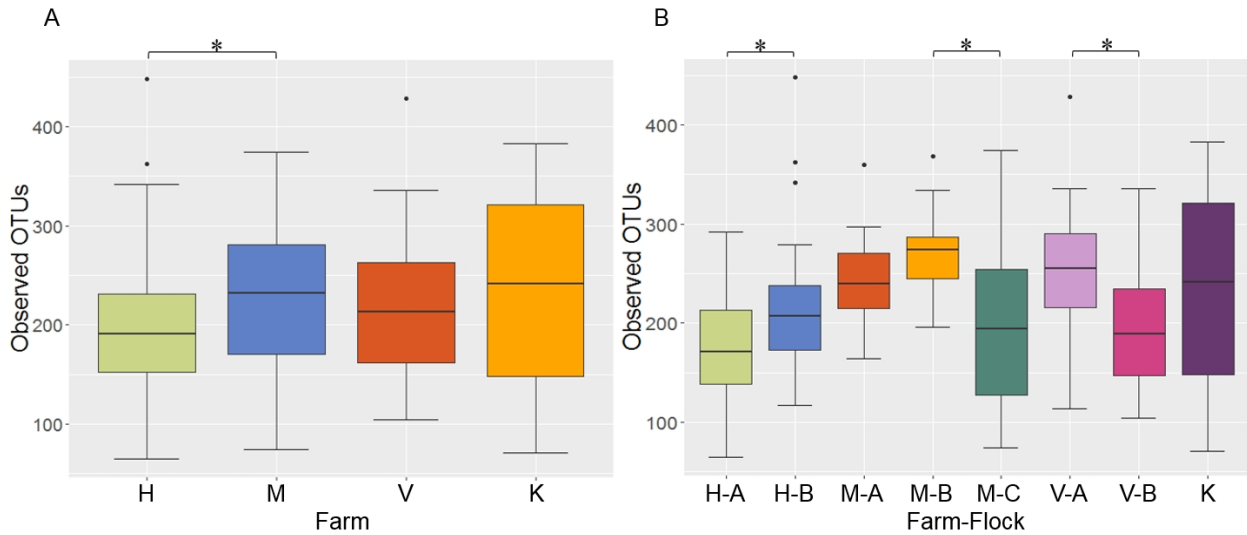 A
*
Observed OTUs
400
300
200
100
H M V K
Farm
B
* * *
Observed OTUs
400
300
200
100
H-A H-B M-A M-B M-C V-A V-B K
Farm-Flock